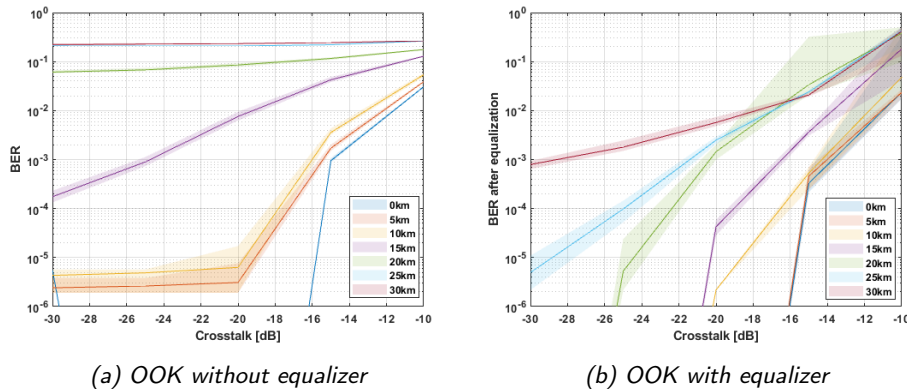 10^0
10^-1
10^-2
10^-3
10^-4
10^-5
10^-6
BER
-30 -28 -26 -24 -22 -20 -18 -16 -14 -12 -10
Crosstalk [dB]
0km
5km
10km
15km
20km
25km
30km
(a) OOK without equalizer
10^0
10^-1
10^-2
10^-3
10^-4
10^-5
10^-6
BER after equalization
-30 -28 -26 -24 -22 -20 -18 -16 -14 -12 -10
Crosstalk [dB]
0km
5km
10km
15km
20km
25km
30km
(b) OOK with equalizer